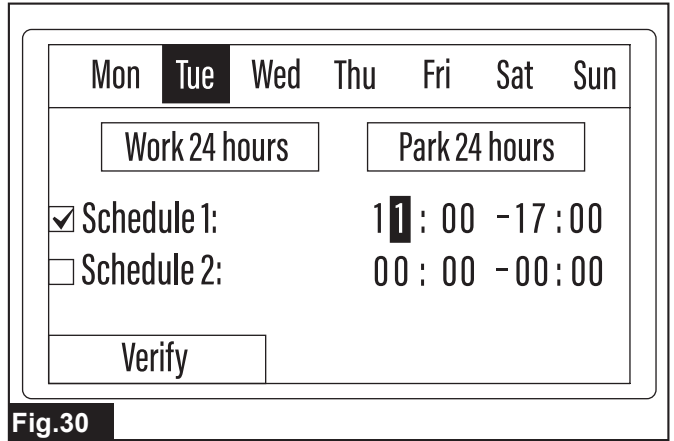 Mon Tue Wed Thu Fri Sat Sun
Work 24 hours Park 24 hours
Schedule 1: 11 : 00 -17 : 00
Schedule 2: 00 : 00 -00 : 00
Verify
Fig.30